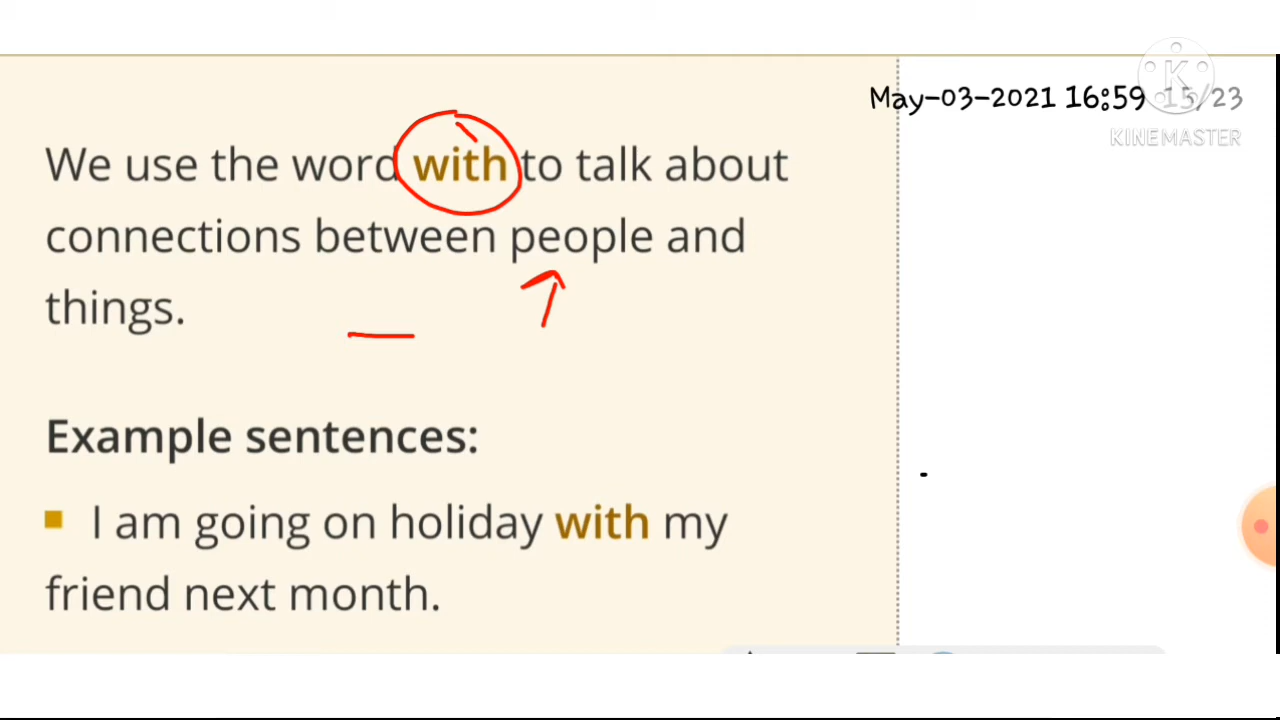 May-03-2021 16:59 15/23
KINEMASTER
We use the word with to talk about
connections between people and
things.
Example sentences:
I am going on holiday with my
friend next month.